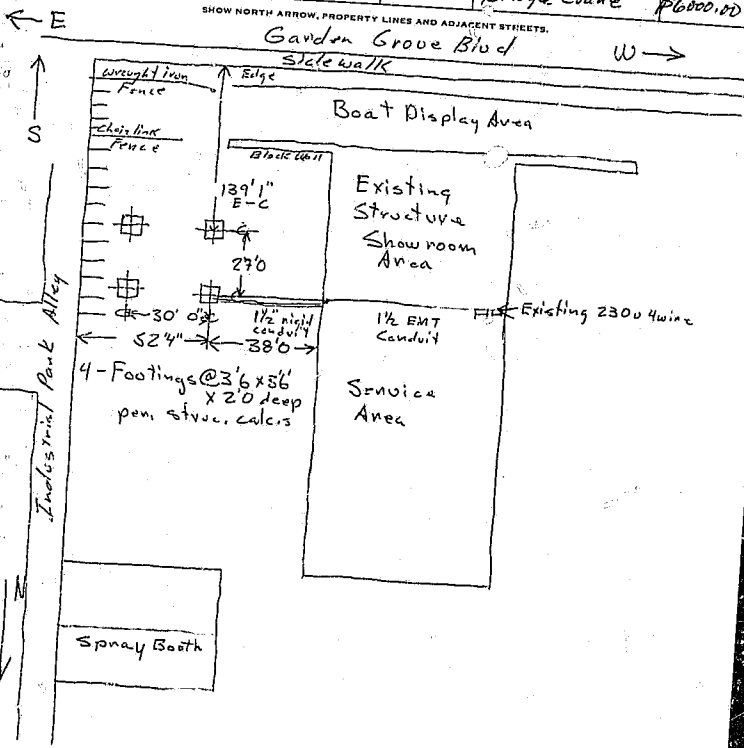 Crane $6000.00
SHOW NORTH ARROW, PROPERTY LINES AND ADJACENT STREETS.
← E
Garden Grove Blvd
W →
Sidewalk
S
Wrought iron
Fence
Edge
Boat Display Area
Chain link
Fence
Block Wall
139'1"
E-C
Existing
Structure
Showroom
Area
27'0
30' 0"
1½" rigid
conduit
1½ EMT
Conduit
Existing 230v 4wire
52'4"
38'0
4-Footings @ 3'6 x 5'6'
x 2'0 deep
per, struc. calc.s
Service
Area
Industrial Park Alley
N
Spray Booth